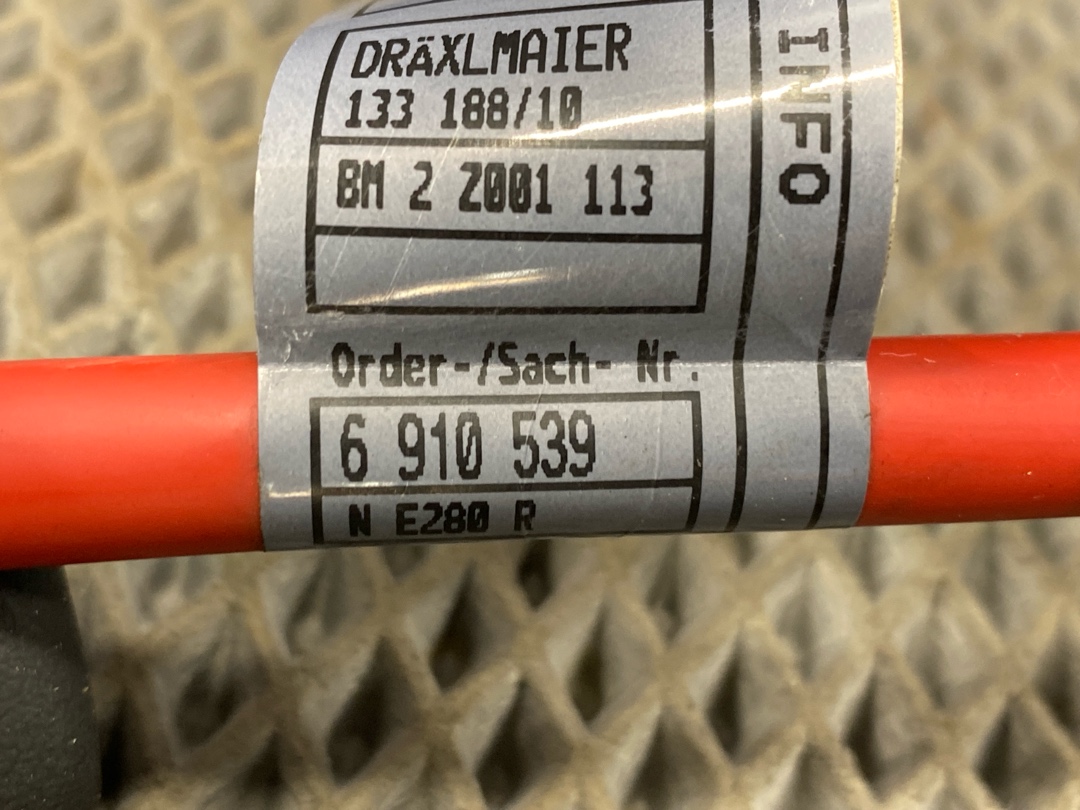 DRÄXLMAIER
133 188/10
BM 2 Z001 113
Order-/Sach- Nr.
6 910 539
N E280 R
INFO